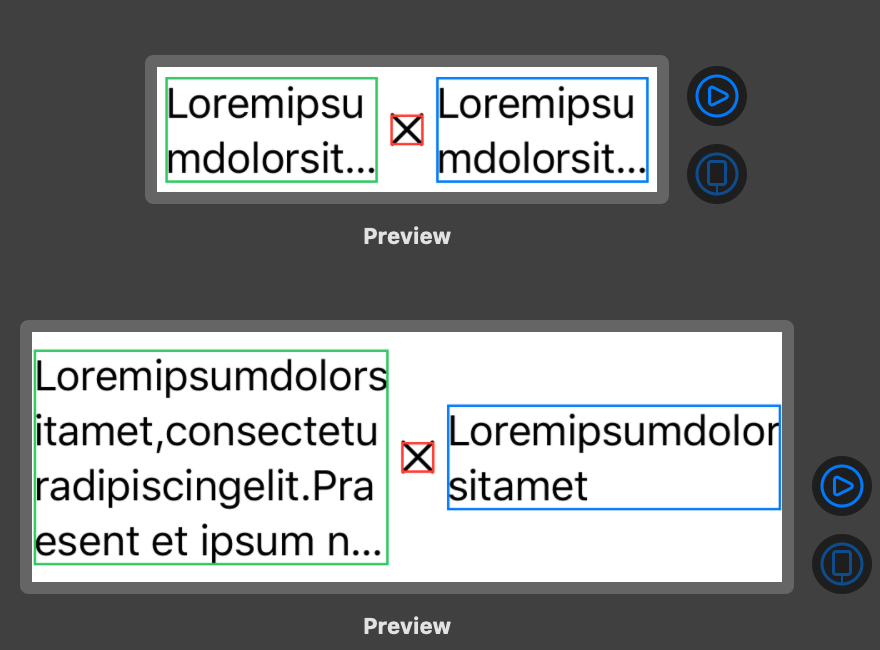 Loremipsu
mdolorsit...
Loremipsu
mdolorsit...
Preview
Loremipsumdolors
itamet,consectetu
radipiscingelit.Pra
esent et ipsum n...
Loremipsumdolor
sitamet
Preview